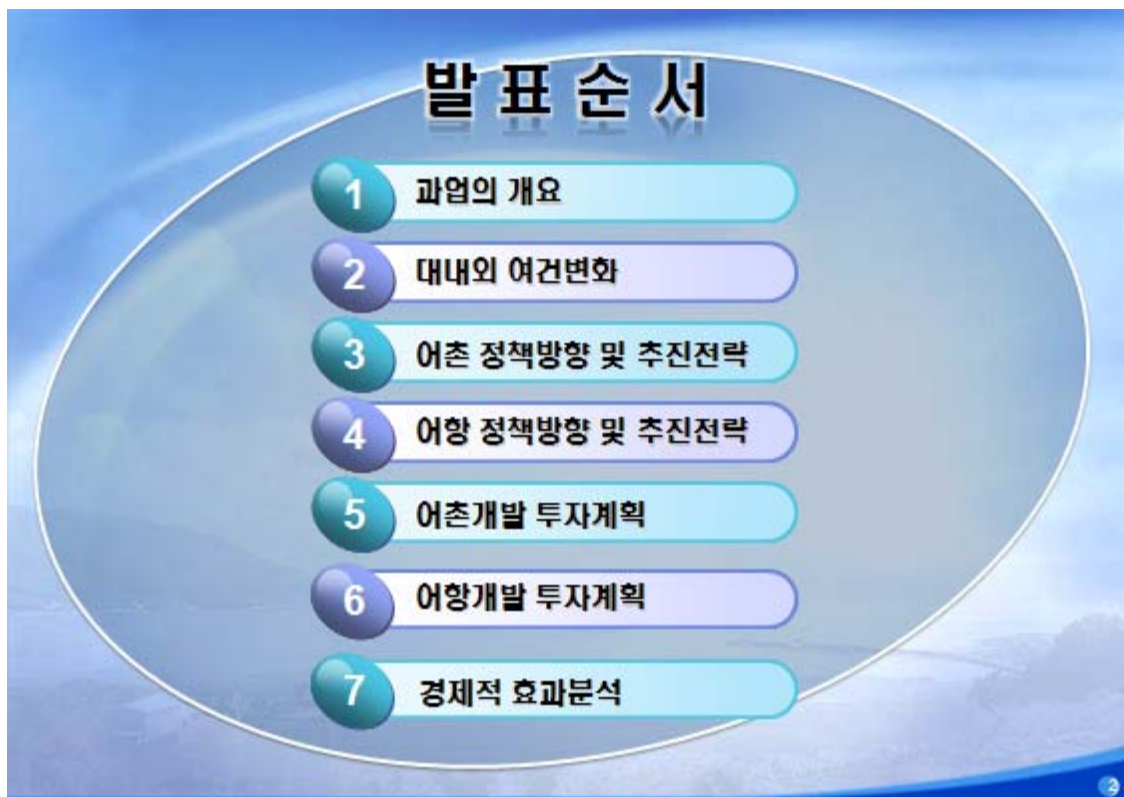 발 표 순 서
1 과업의 개요
2 대내외 여건변화
3 어촌 정책방향 및 추진전략
4 어항 정책방향 및 추진전략
5 어촌개발 투자계획
6 어항개발 투자계획
7 경제적 효과분석
2